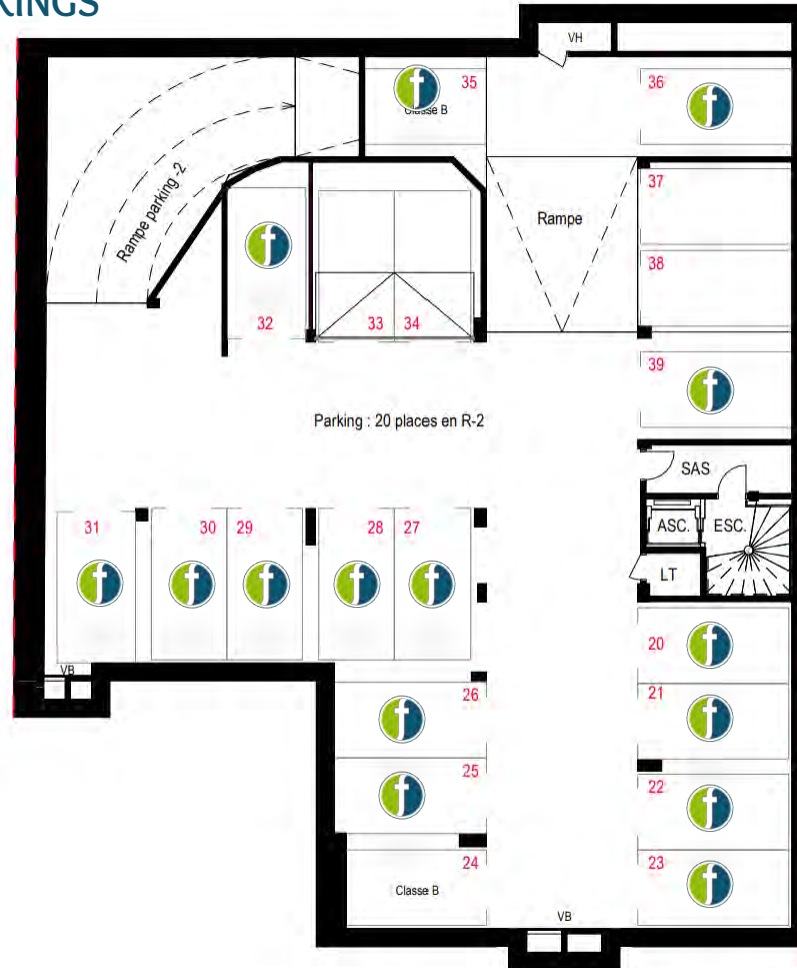 KINGS
VH
35
Classe B
36
Rampe parking -2
37
Rampe
38
32
33
34
39
Parking : 20 places en R-2
SAS
ASC.
ESC.
LT
31
30
29
28
27
20
VB
26
21
25
22
24
Classe B
23
VB